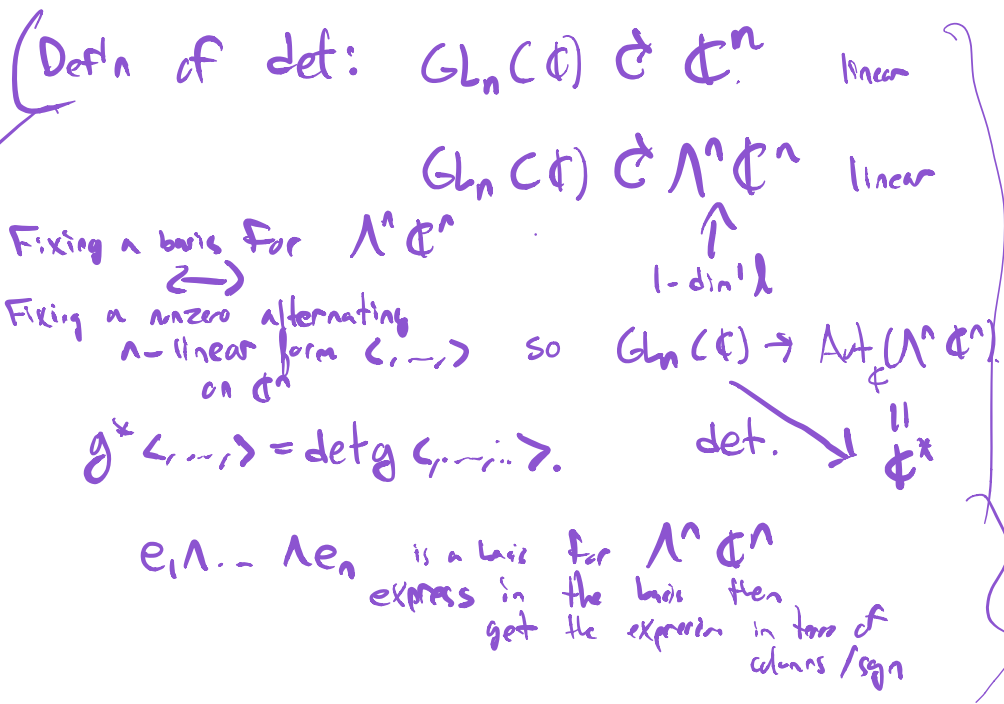 (Defn of det: GLn(ℂ) ↻ ℂⁿ. linear
GLn(ℂ) ↻ Λⁿℂⁿ linear
↑
1-dim'l
Fixing a basis for Λⁿℂⁿ
↔
Fixing a nonzero alternating
n-linear form <,...,>
on ℂⁿ
so GLn(ℂ) → Aut_ℂ(Λⁿℂⁿ)
||
det. ↘ ℂ*
g* <,...,> = det g <,...,>.
e₁∧... ∧eₙ is a basis for Λⁿℂⁿ
express in the basis then
get the expression in terms of
columns/sgn